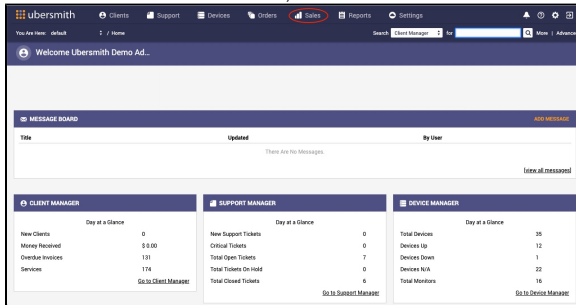 ubersmith Clients Support Devices Orders Sales Reports Settings
You Are Here: default / Home Search Client Manager for More | Advance
Welcome Ubersmith Demo Ad...
MESSAGE BOARD ADD MESSAGE
Title Updated By User
There Are No Messages.
[view all messages]
CLIENT MANAGER
Day at a Glance
New Clients 0
Money Received $ 0.00
Overdue Invoices 131
Services 174
Go to Client Manager
SUPPORT MANAGER
Day at a Glance
New Support Tickets 0
Critical Tickets 0
Total Open Tickets 7
Total Tickets On Hold 0
Total Closed Tickets 6
Go to Support Manager
DEVICE MANAGER
Day at a Glance
Total Devices 35
Devices Up 12
Devices Down 1
Devices N/A 22
Total Monitors 16
Go to Device Manager